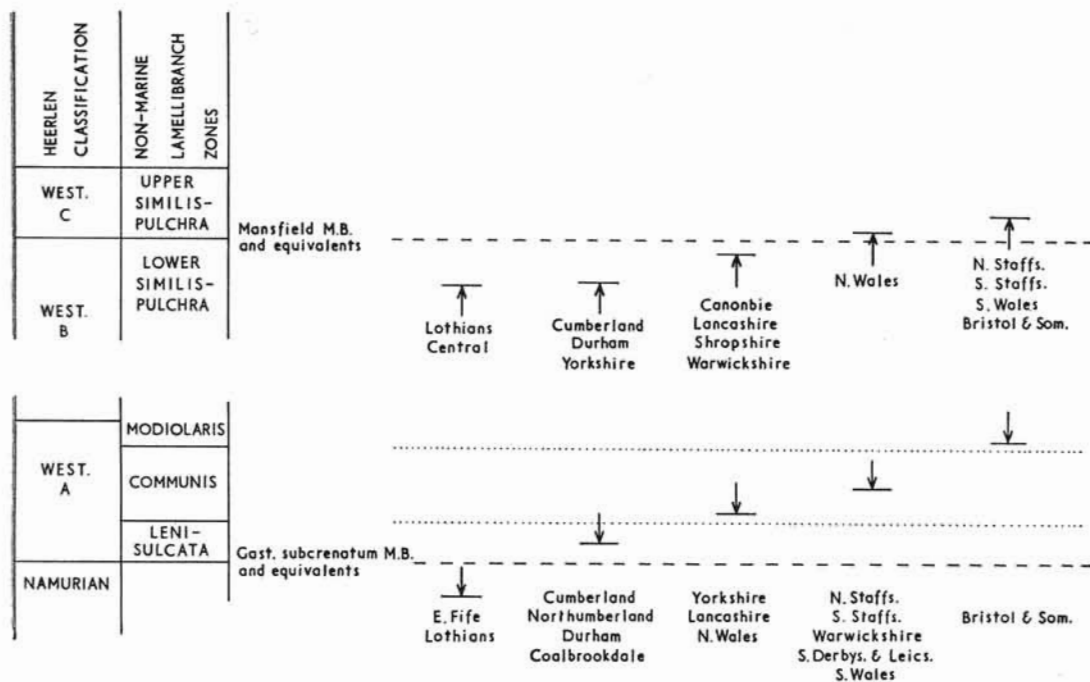 HEERLEN
CLASSIFICATION
NON-MARINE
LAMELLIBRANCH
ZONES
WEST.
C
UPPER
SIMILIS-
PULCHRA
Mansfield M.B.
and equivalents
WEST.
B
LOWER
SIMILIS-
PULCHRA
Lothians
Central
Cumberland
Durham
Yorkshire
Canonbie
Lancashire
Shropshire
Warwickshire
N. Wales
N. Staffs.
S. Staffs.
S. Wales
Bristol & Som.
WEST.
A
MODIOLARIS
COMMUNIS
LENI-
SULCATA
Gast. subcrenatum M.B.
and equivalents
NAMURIAN
E. Fife
Lothians
Cumberland
Northumberland
Durham
Coalbrookdale
Yorkshire
Lancashire
N. Wales
N. Staffs.
S. Staffs.
Warwickshire
S. Derbys. & Leics.
S. Wales
Bristol & Som.